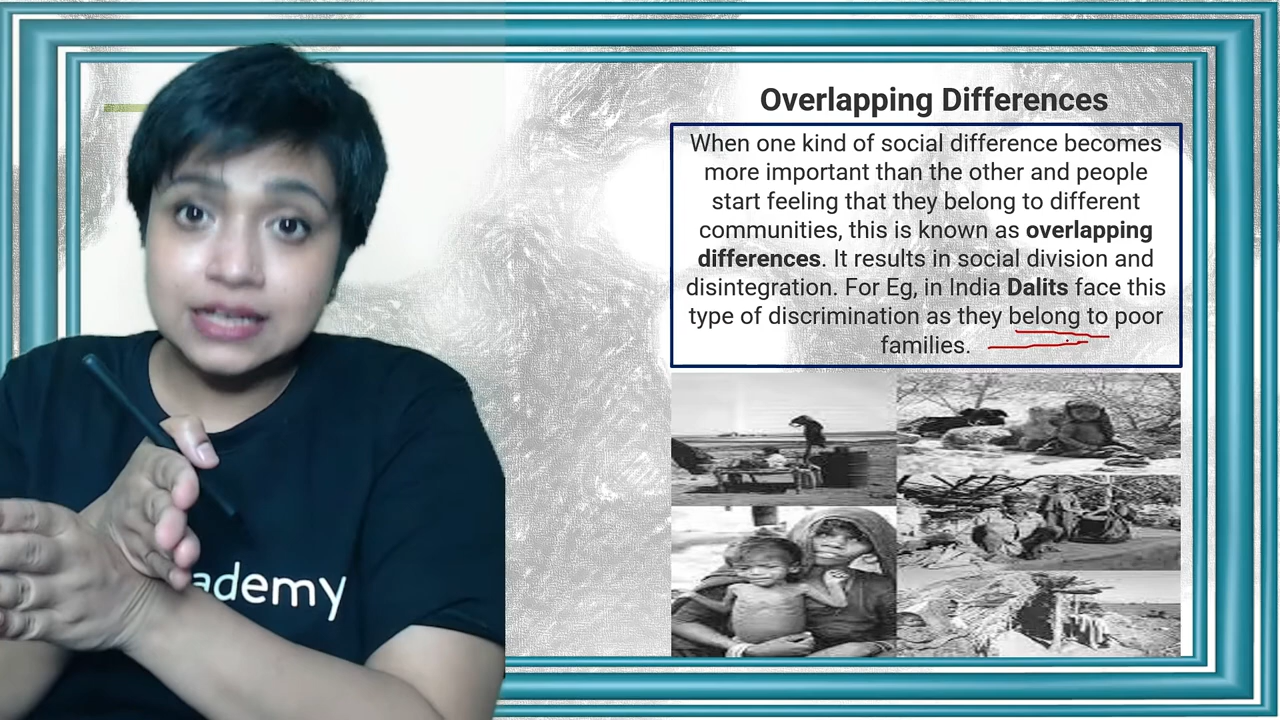 Overlapping Differences
When one kind of social difference becomes
more important than the other and people
start feeling that they belong to different
communities, this is known as overlapping
differences. It results in social division and
disintegration. For Eg, in India Dalits face this
type of discrimination as they belong to poor
families.
ademy